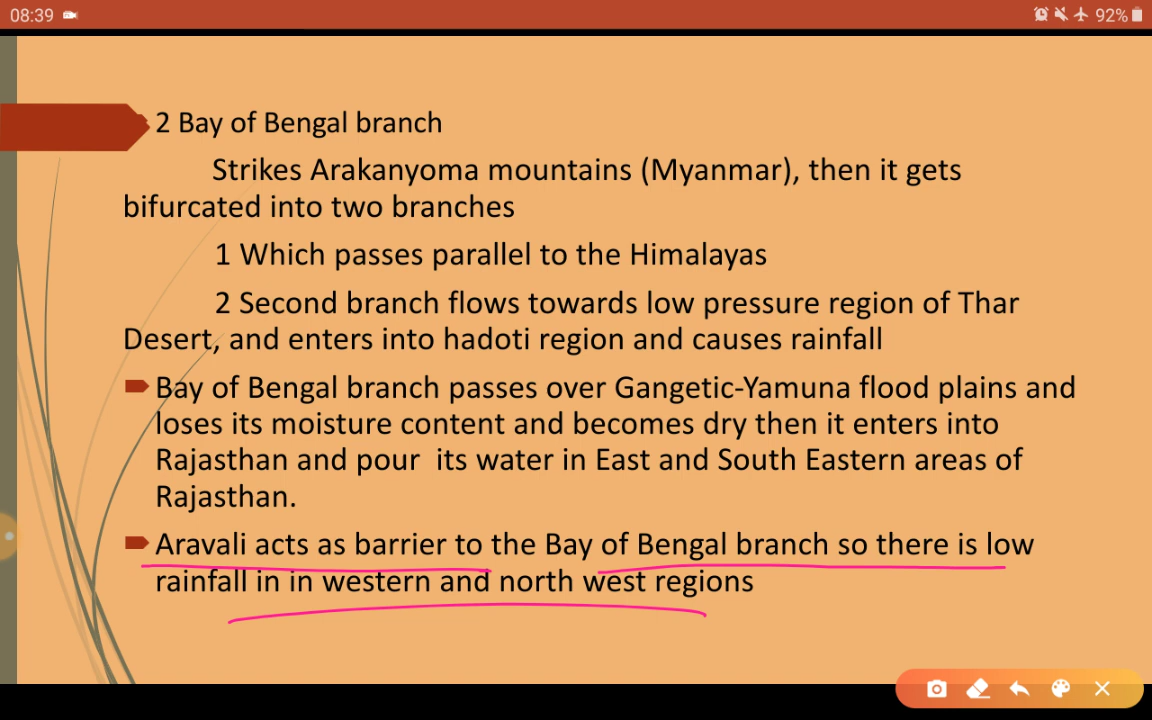 08:39
92%
2 Bay of Bengal branch
Strikes Arakanyoma mountains (Myanmar), then it gets
bifurcated into two branches
1 Which passes parallel to the Himalayas
2 Second branch flows towards low pressure region of Thar
Desert, and enters into hadoti region and causes rainfall
Bay of Bengal branch passes over Gangetic-Yamuna flood plains and
loses its moisture content and becomes dry then it enters into
Rajasthan and pour its water in East and South Eastern areas of
Rajasthan.
Aravali acts as barrier to the Bay of Bengal branch so there is low
rainfall in in western and north west regions